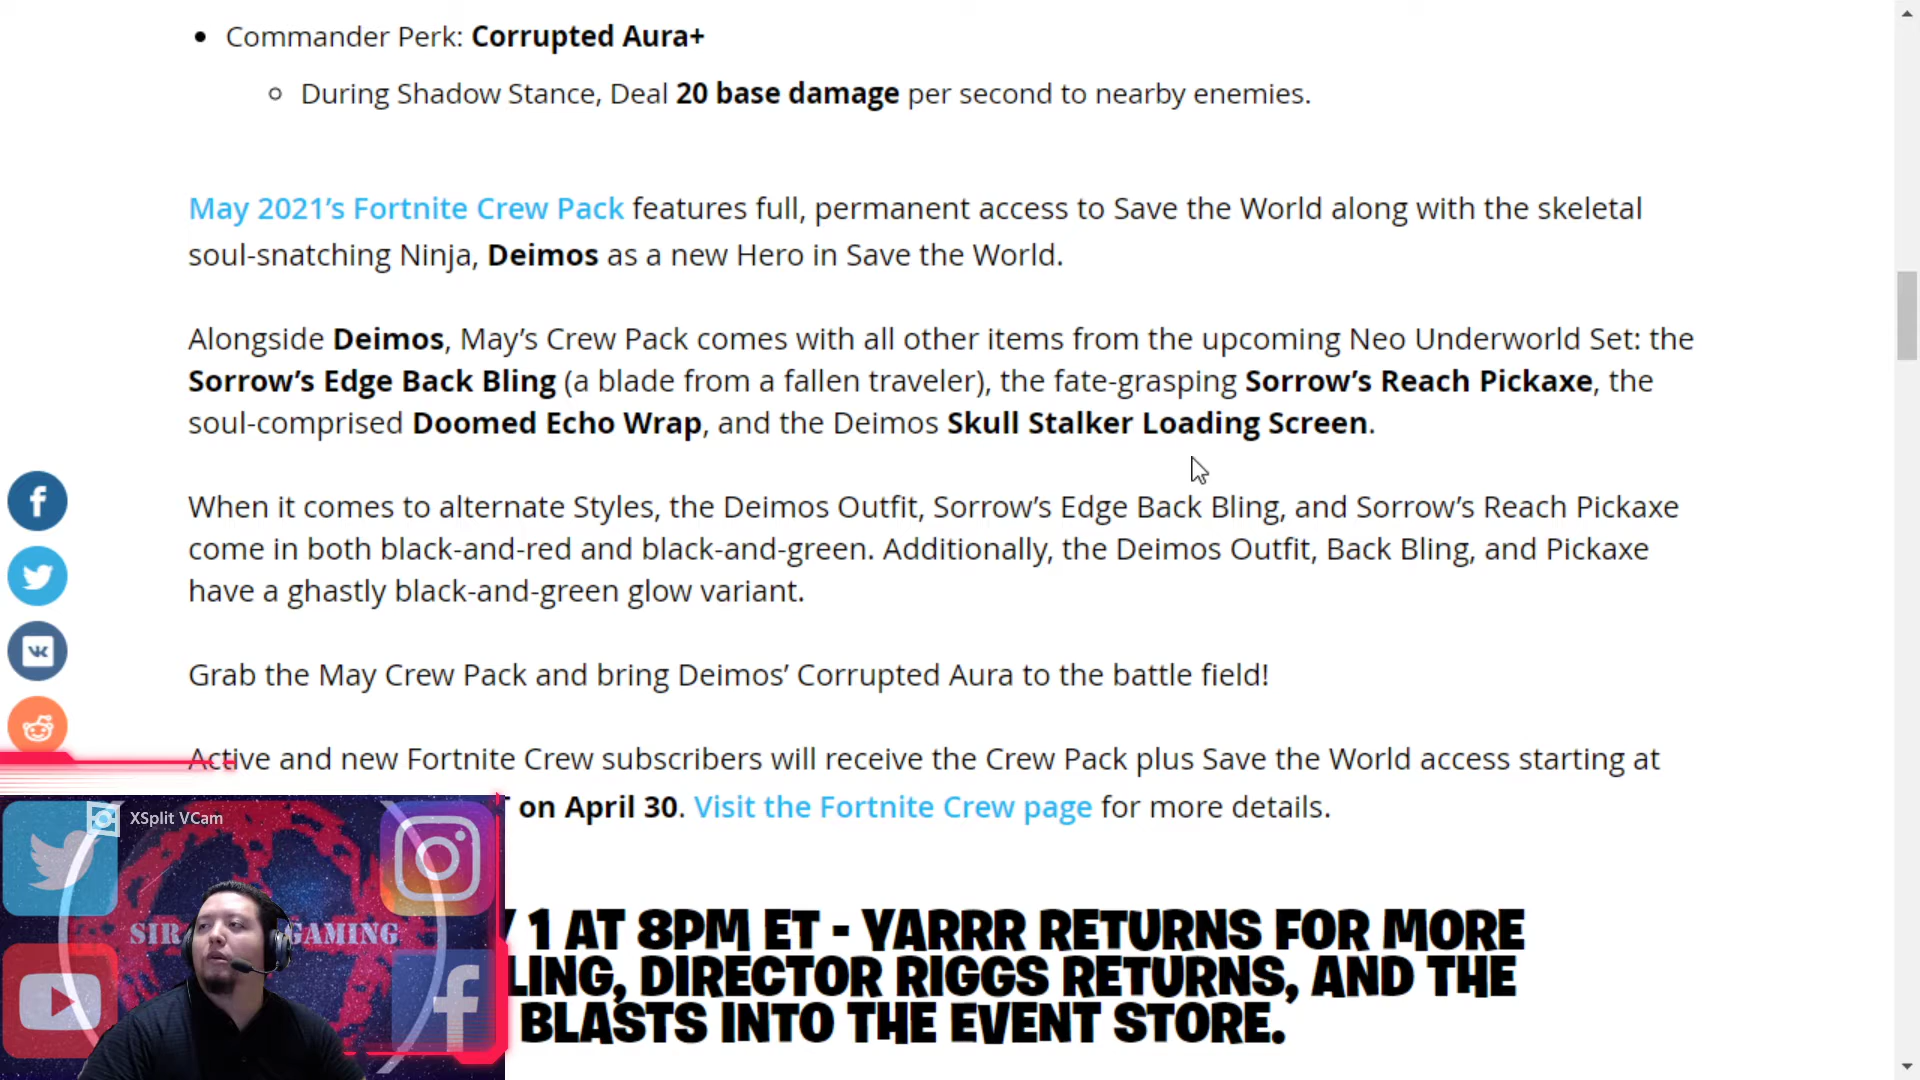 Commander Perk: Corrupted Aura+
During Shadow Stance, Deal 20 base damage per second to nearby enemies.
May 2021’s Fortnite Crew Pack features full, permanent access to Save the World along with the skeletal
soul-snatching Ninja, Deimos as a new Hero in Save the World.
Alongside Deimos, May’s Crew Pack comes with all other items from the upcoming Neo Underworld Set: the
Sorrow’s Edge Back Bling (a blade from a fallen traveler), the fate-grasping Sorrow’s Reach Pickaxe, the
soul-comprised Doomed Echo Wrap, and the Deimos Skull Stalker Loading Screen.
When it comes to alternate Styles, the Deimos Outfit, Sorrow’s Edge Back Bling, and Sorrow’s Reach Pickaxe
come in both black-and-red and black-and-green. Additionally, the Deimos Outfit, Back Bling, and Pickaxe
have a ghastly black-and-green glow variant.
Grab the May Crew Pack and bring Deimos’ Corrupted Aura to the battle field!
Active and new Fortnite Crew subscribers will receive the Crew Pack plus Save the World access starting at
on April 30. Visit the Fortnite Crew page for more details.
1 AT 8PM ET - YARRR RETURNS FOR MORE
LING, DIRECTOR RIGGS RETURNS, AND THE
BLASTS INTO THE EVENT STORE.
XSplit VCam
SIR GAMING